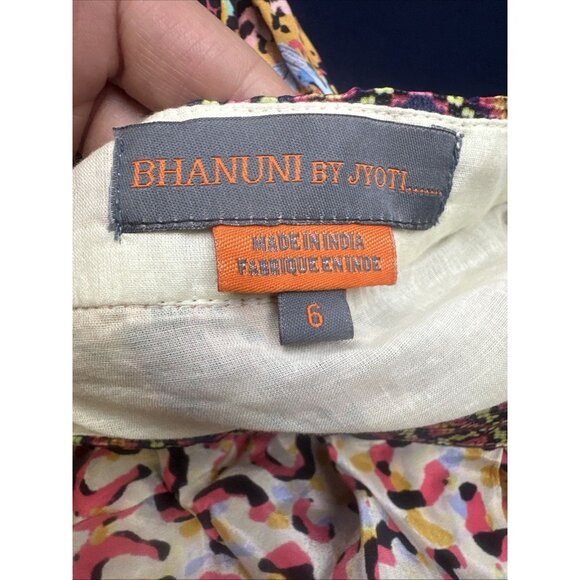 BHANUNI BY JYOTI........
MADE IN INDIA
FABRIQUE EN INDE
6